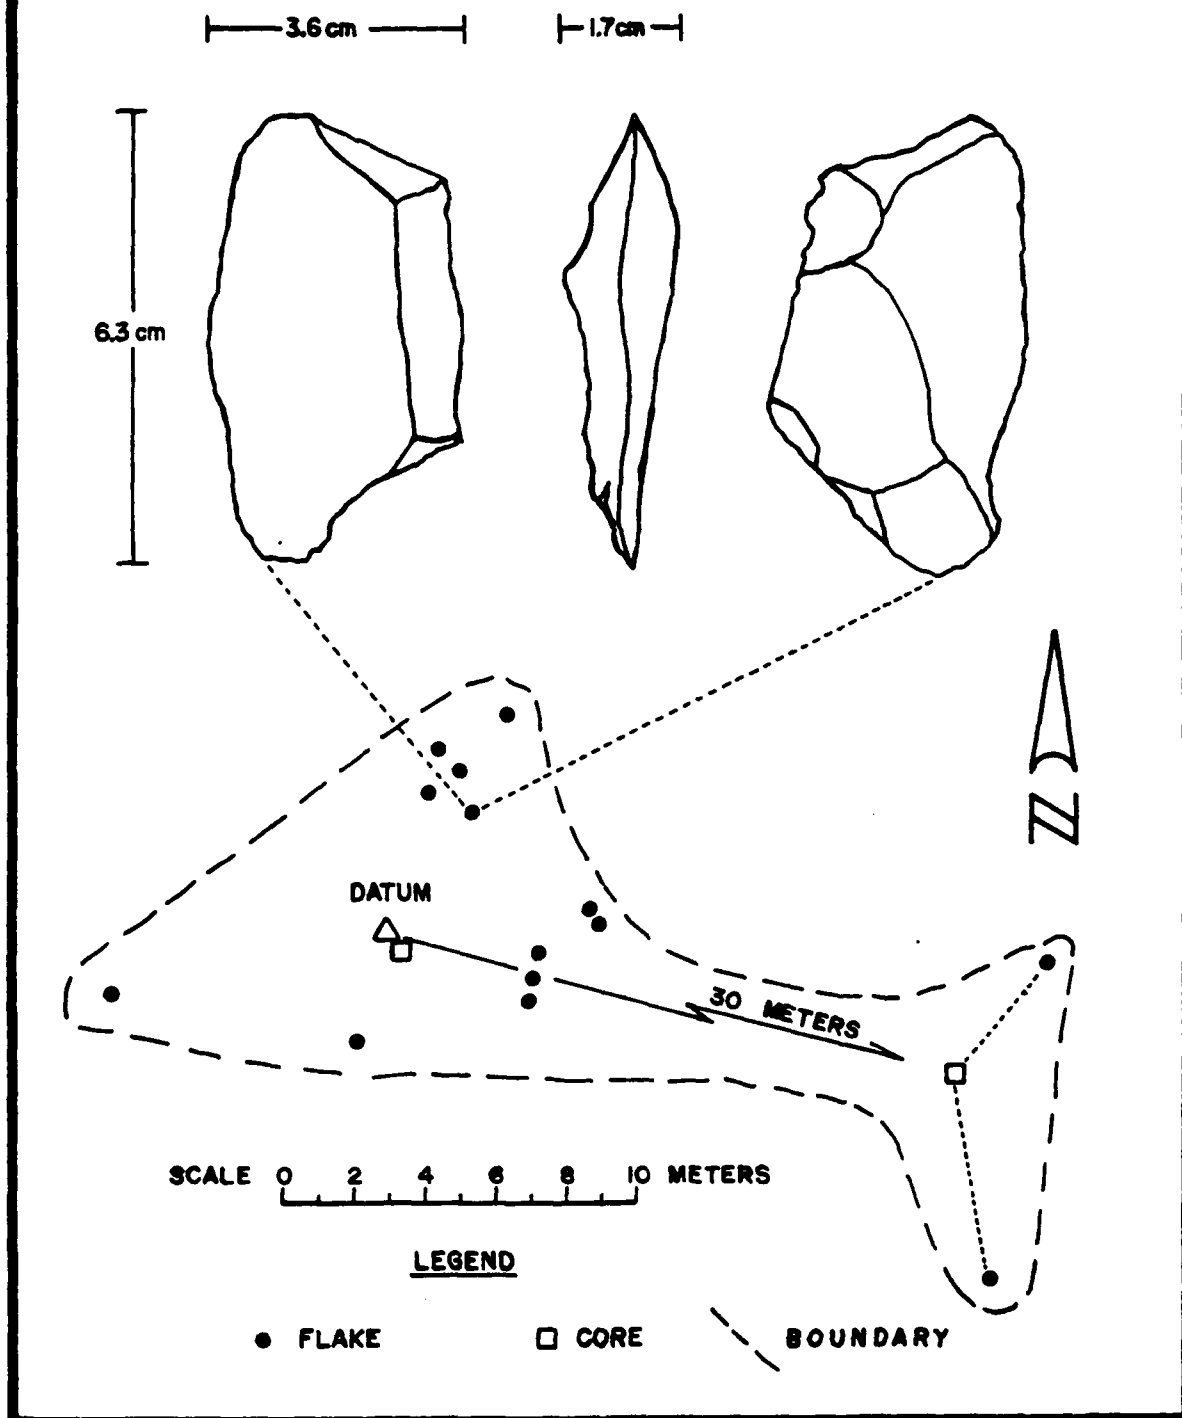 3.6 cm 1.7cm
6.3 cm
N
DATUM
30 METERS
SCALE 0 2 4 6 8 10 METERS
LEGEND
FLAKE CORE BOUNDARY